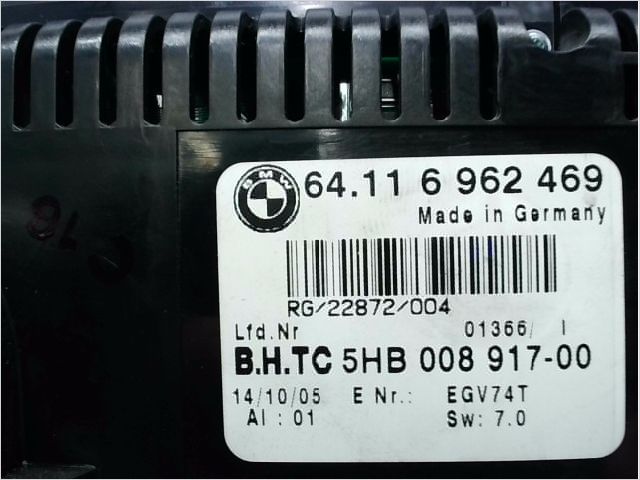 BMW
64.11 6 962 469
Made in Germany
RG/22872/004
Lfd.Nr 01366/ I
B.H.TC 5HB 008 917-00
14/10/05 E Nr.: EGV74T
AI : 01 Sw: 7.0